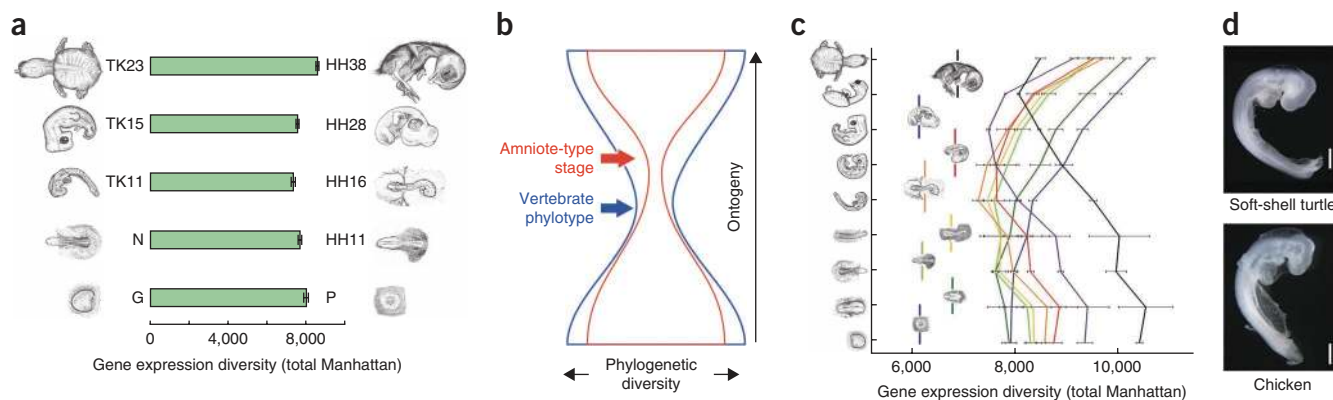 a
TK23
HH38
TK15
HH28
TK11
HH16
N
HH11
G
P
0
4,000
8,000
Gene expression diversity (total Manhattan)
b
Amniote-type
stage
Vertebrate
phylotype
Ontogeny
Phylogenetic
diversity
c
6,000
8,000
10,000
Gene expression diversity (total Manhattan)
d
Soft-shell turtle
Chicken